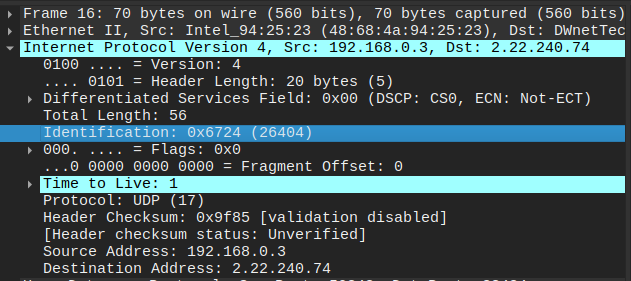 Frame 16: 70 bytes on wire (560 bits), 70 bytes captured (560 bits)
Ethernet II, Src: Intel_94:25:23 (48:68:4a:94:25:23), Dst: DWnetTec
Internet Protocol Version 4, Src: 192.168.0.3, Dst: 2.22.240.74
0100 .... = Version: 4
.... 0101 = Header Length: 20 bytes (5)
Differentiated Services Field: 0x00 (DSCP: CS0, ECN: Not-ECT)
Total Length: 56
Identification: 0x6724 (26404)
000. .... = Flags: 0x0
...0 0000 0000 0000 = Fragment Offset: 0
Time to Live: 1
Protocol: UDP (17)
Header Checksum: 0x9f85 [validation disabled]
[Header checksum status: Unverified]
Source Address: 192.168.0.3
Destination Address: 2.22.240.74